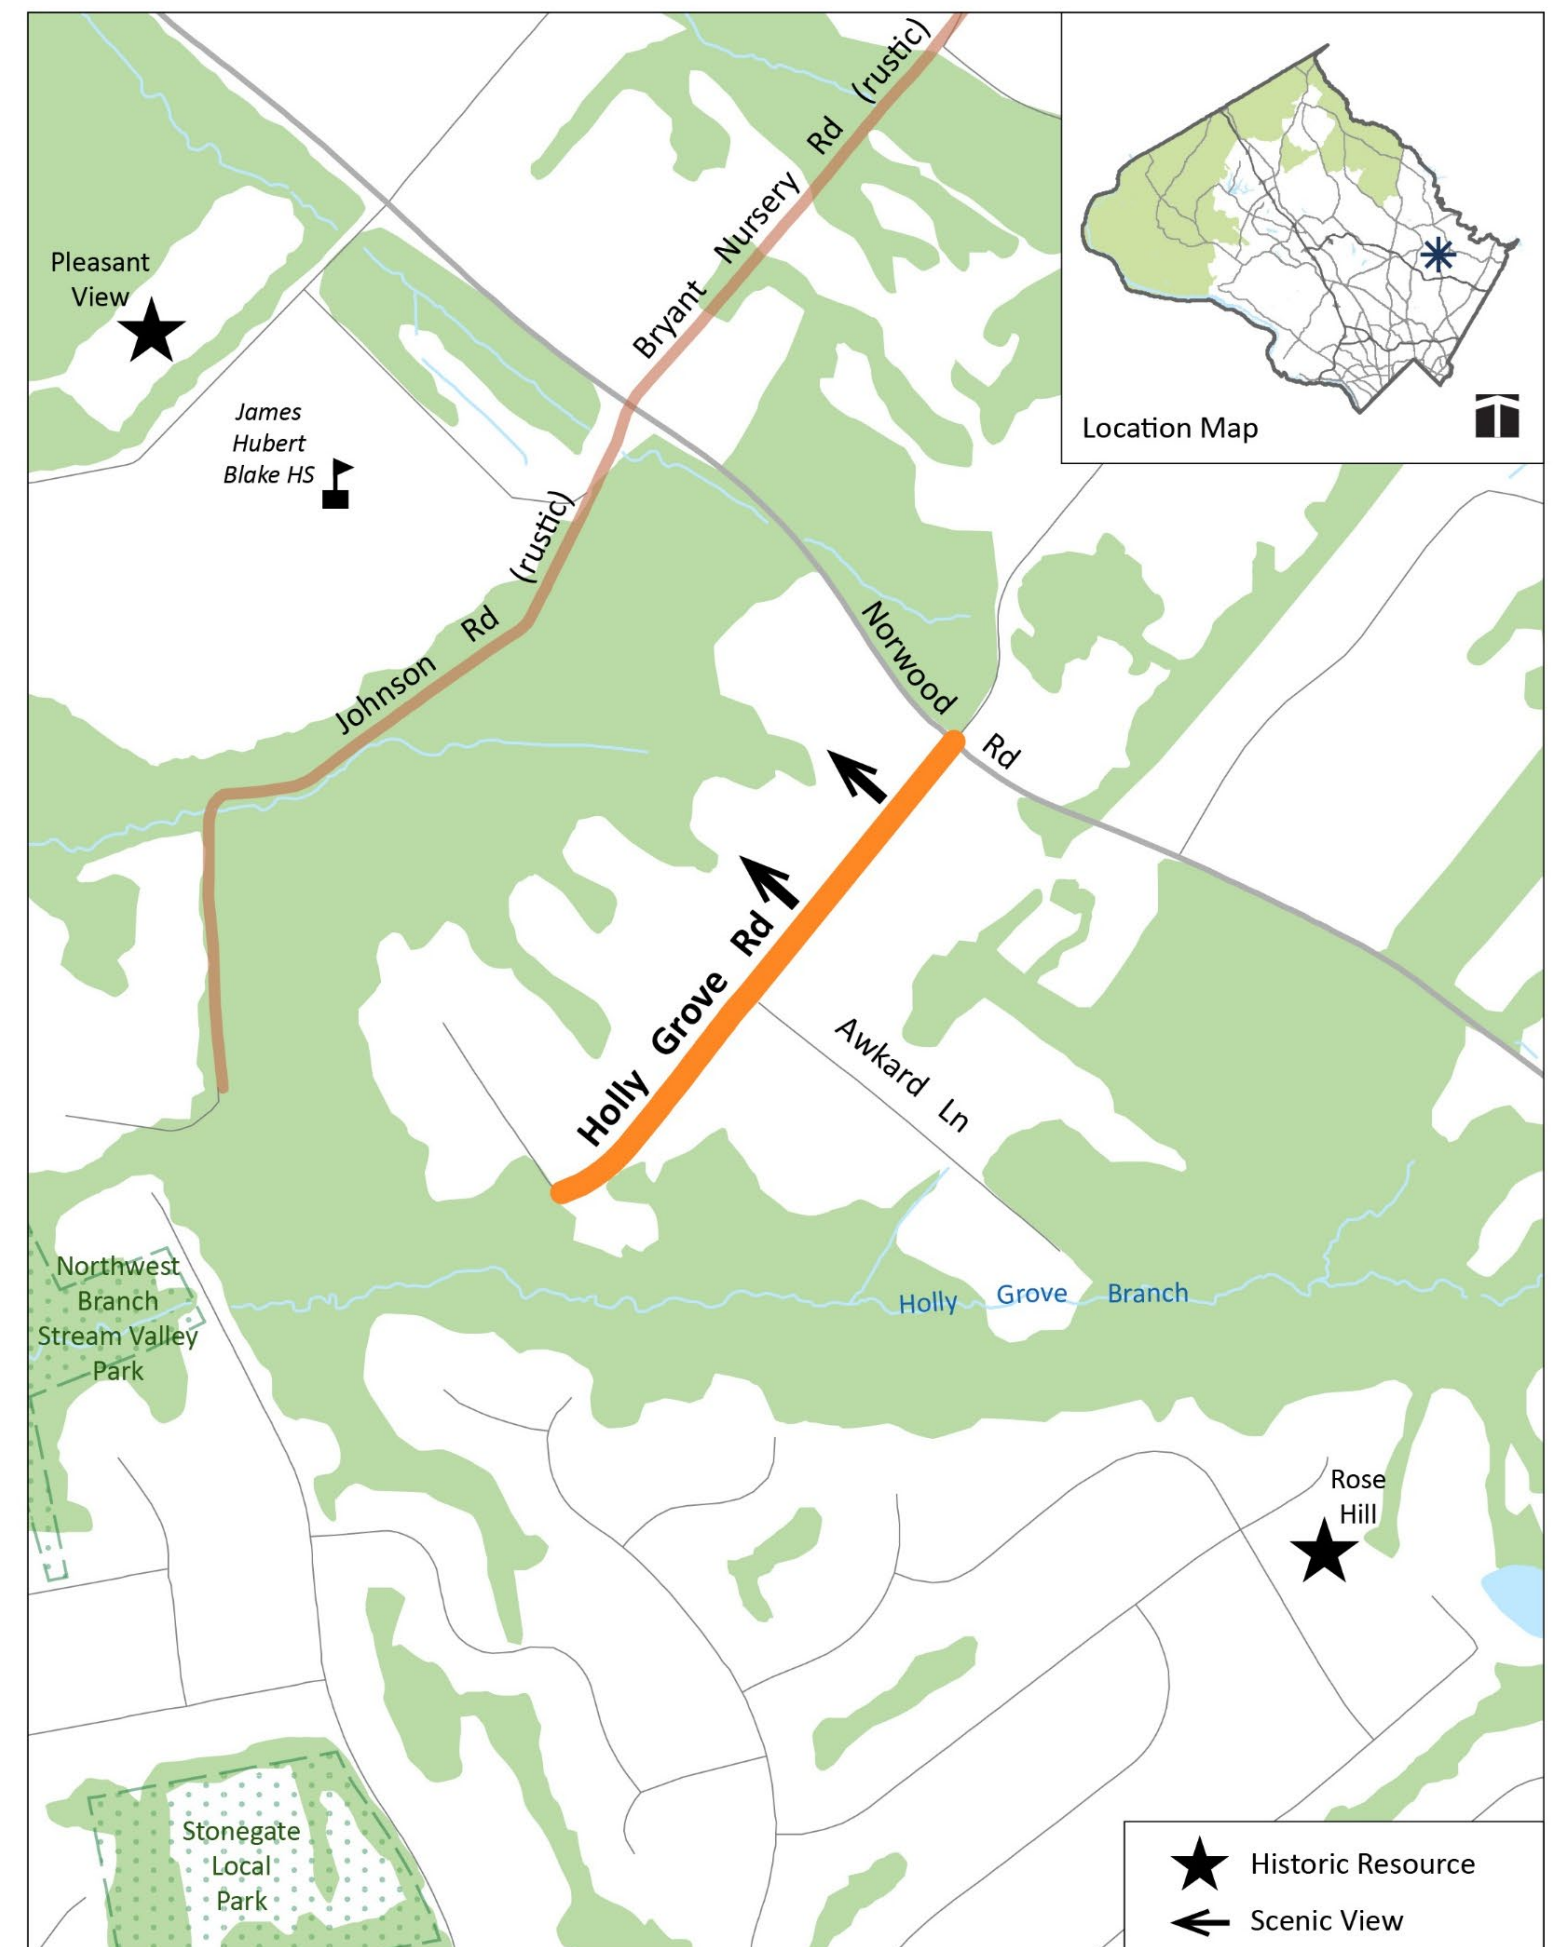 Bryant Nursery Rd (rustic)
Location Map
Pleasant
View
James
Hubert
Blake HS
Johnson Rd (rustic)
Norwood Rd
Holly Grove Rd
Awkard Ln
Northwest
Branch
Stream Valley
Park
Holly Grove Branch
Rose
Hill
Stonegate
Local
Park
Historic Resource
Scenic View